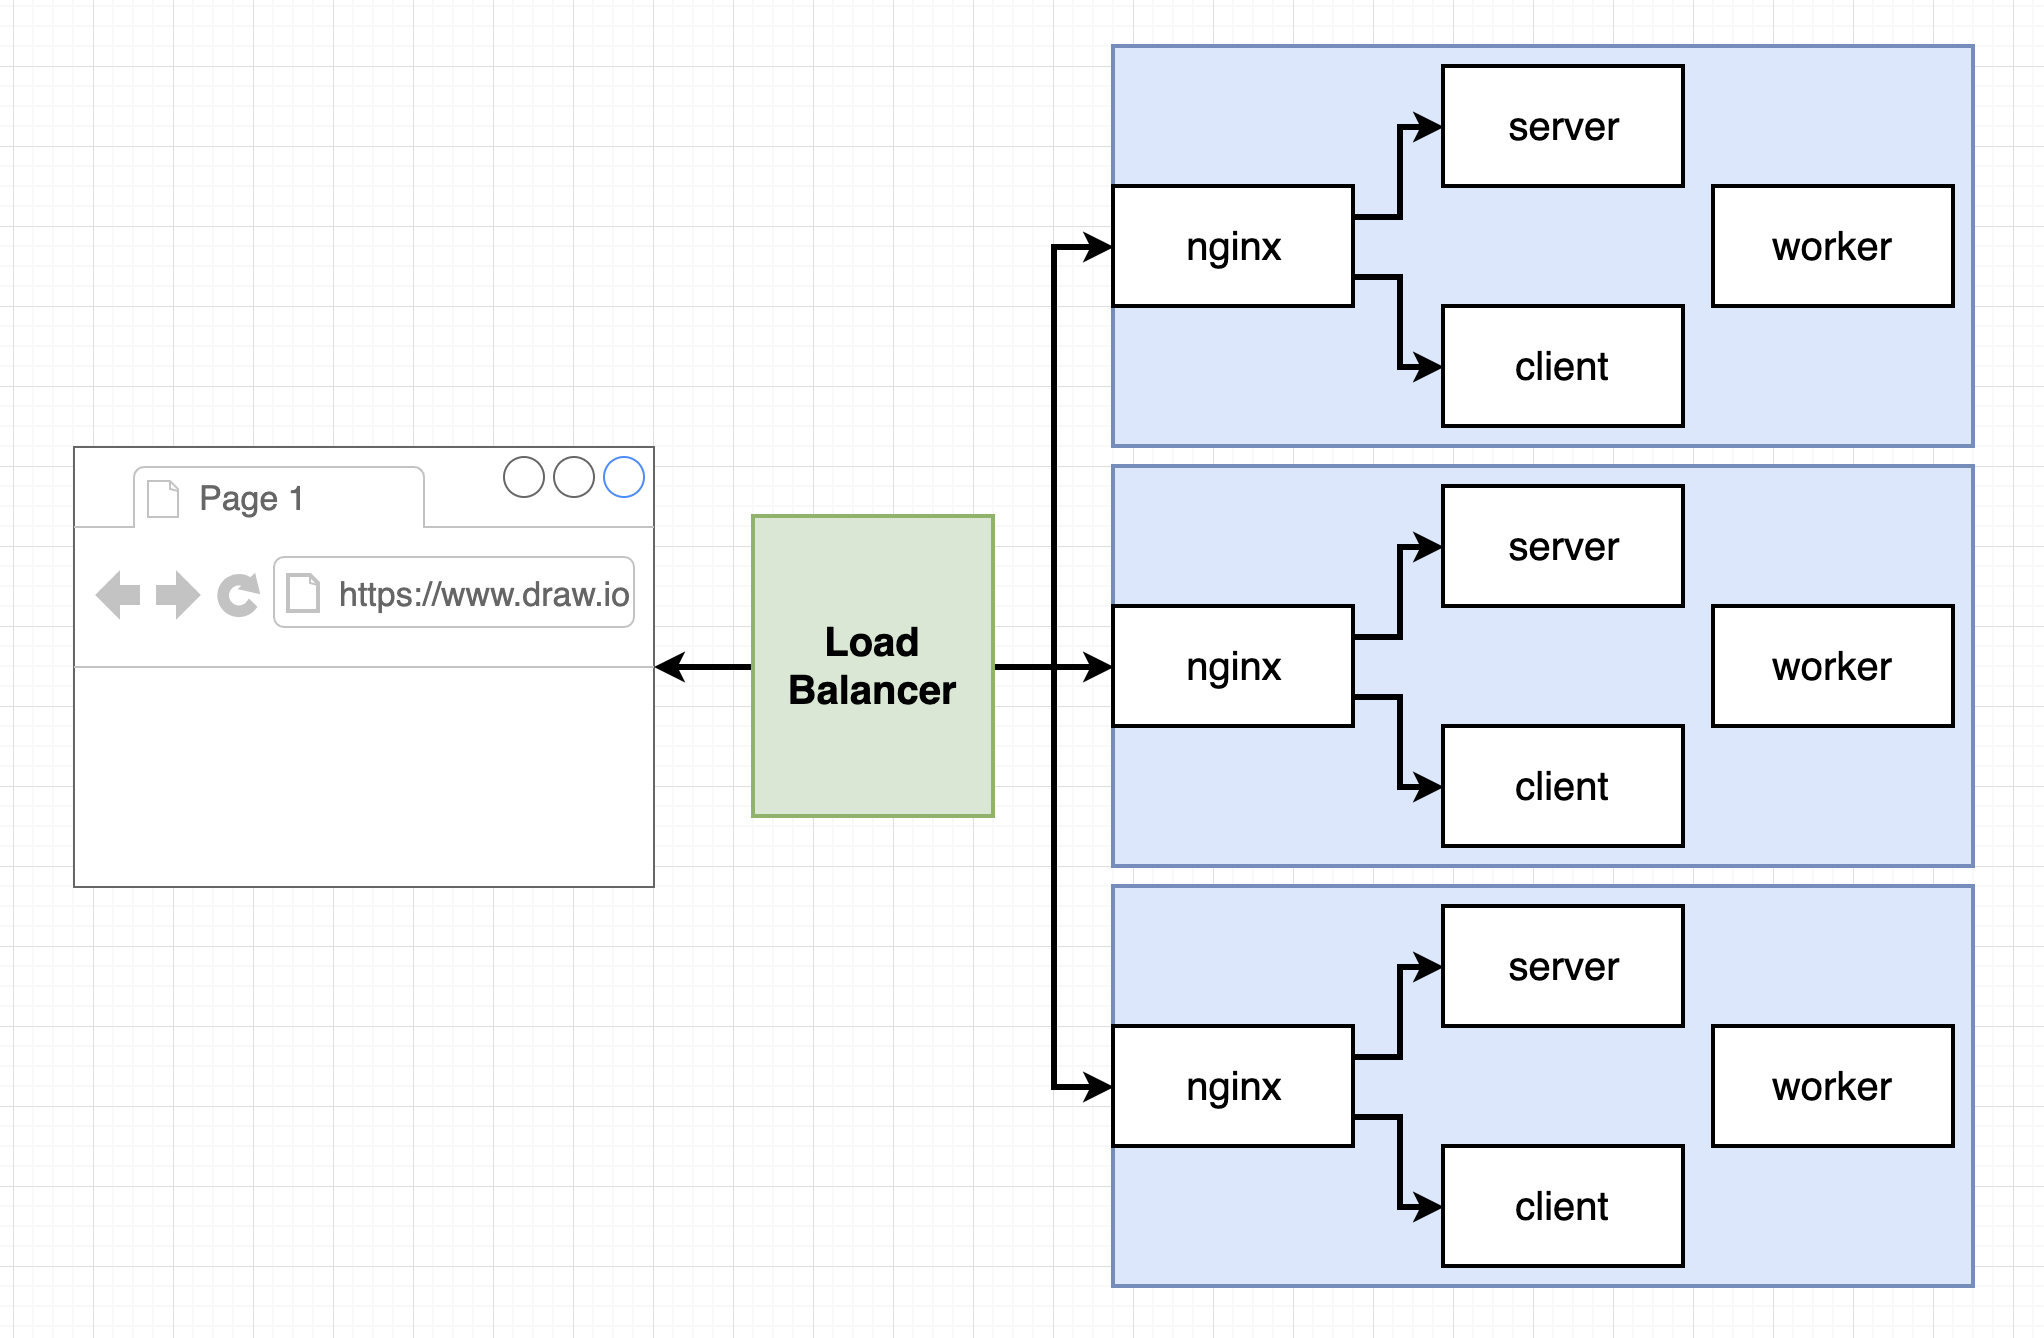 Page 1
https://www.draw.io
Load
Balancer
nginx
server
client
worker
nginx
server
client
worker
nginx
server
client
worker